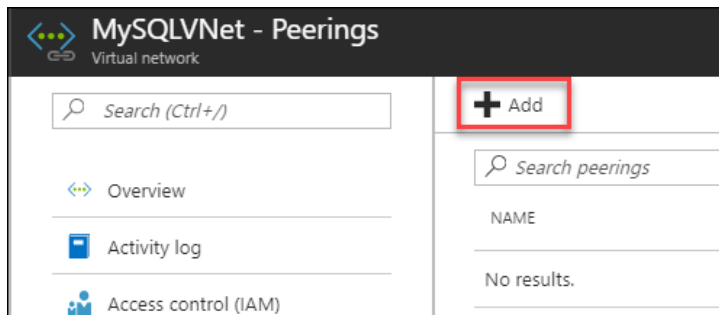 MySQLVNet - Peerings
Virtual network
Search (Ctrl+/)
Overview
Activity log
Access control (IAM)
Add
Search peerings
NAME
No results.